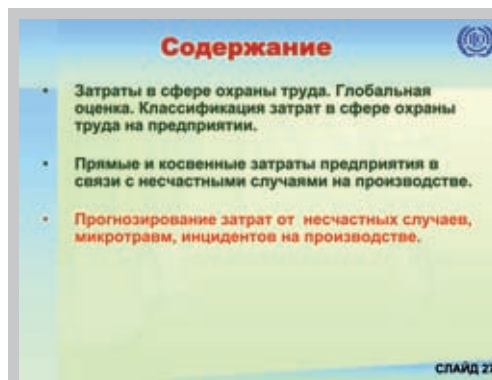 Содержание
• Затраты в сфере охраны труда. Глобальная
оценка. Классификация затрат в сфере охраны
труда на предприятии.
• Прямые и косвенные затраты предприятия в
связи с несчастными случаями на производстве.
• Прогнозирование затрат от несчастных случаев,
микротравм, инцидентов на производстве.
СЛАЙД